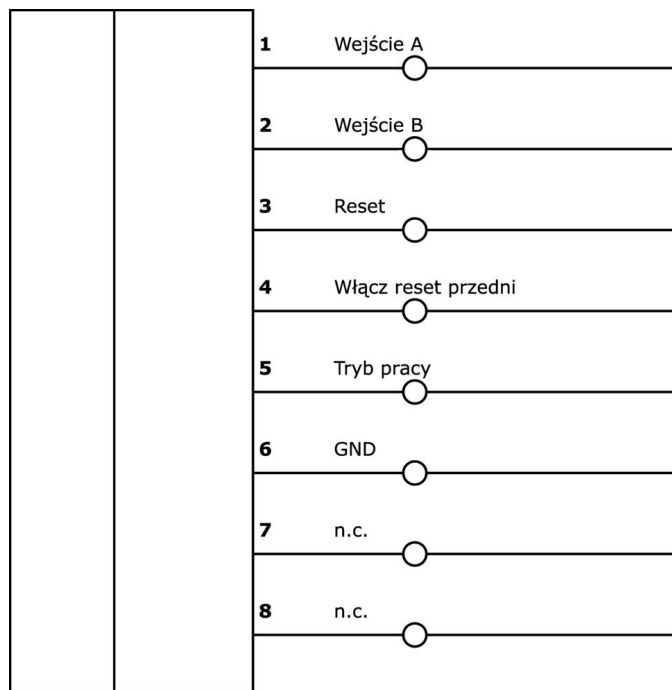 1 Wejście A
2 Wejście B
3 Reset
4 Włącz reset przedni
5 Tryb pracy
6 GND
7 n.c.
8 n.c.